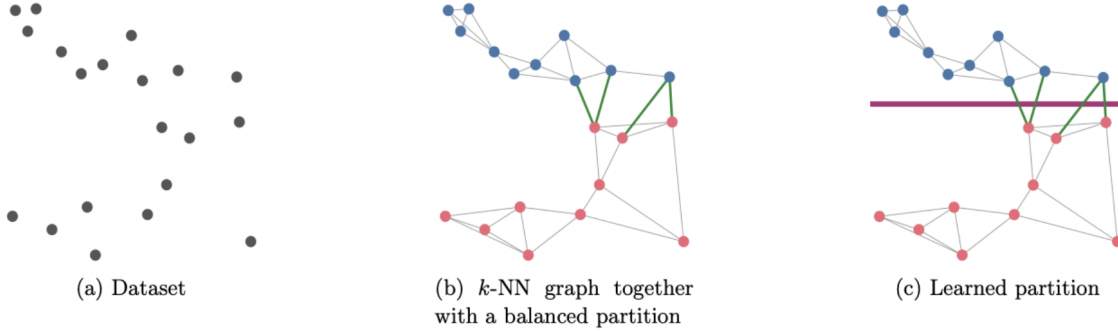 (a) Dataset
(b) k-NN graph together
with a balanced partition
(c) Learned partition